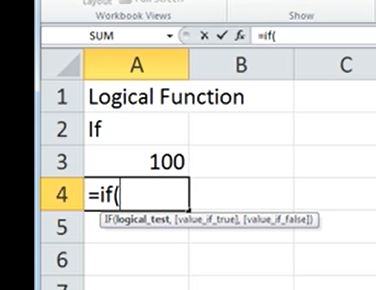 Layout Full Screen
Workbook Views Show
SUM =if(
A B C
1 Logical Function
2 If
3 100
4 =if(
IF(logical_test, [value_if_true], [value_if_false])
5
6
7